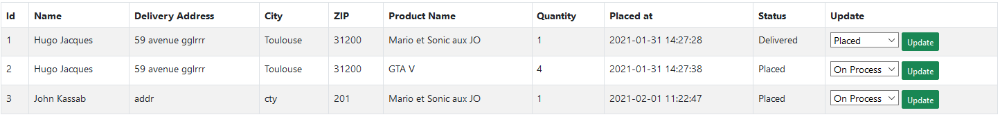 Id Name Delivery Address City ZIP Product Name Quantity Placed at Status Update
1 Hugo Jacques 59 avenue gglrrr Toulouse 31200 Mario et Sonic aux JO 1 2021-01-31 14:27:28 Delivered Placed Update
2 Hugo Jacques 59 avenue gglrrr Toulouse 31200 GTA V 4 2021-01-31 14:27:38 Placed On Process Update
3 John Kassab addr cty 201 Mario et Sonic aux JO 1 2021-02-01 11:22:47 Placed On Process Update